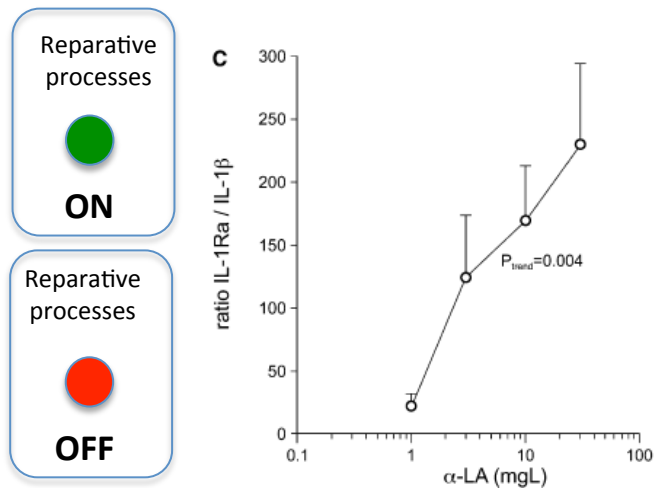 Reparative
processes
ON
Reparative
processes
OFF
C
ratio IL-1Ra / IL-1β
300
250
200
150
100
50
0
P_trend=0.004
0.1
1
10
100
α-LA (mgL)